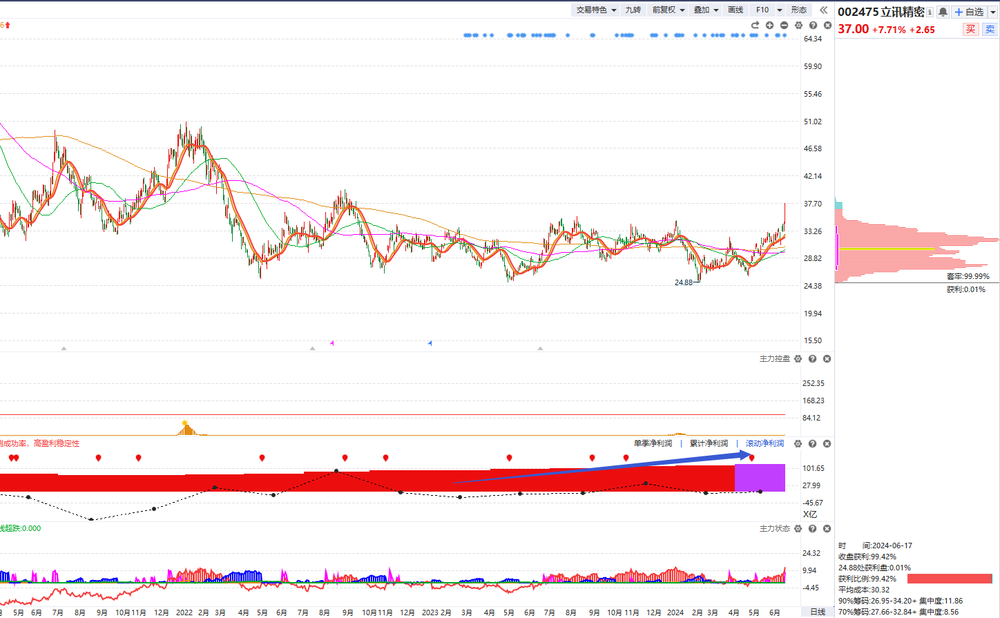 交易特色 九转 前复权 叠加 画线 F10 形态
002475 立讯精密
自选
37.00 +7.71% +2.65
买 卖
6
64.34
59.90
55.46
51.02
46.58
42.14
37.70
33.26
28.82
24.38
19.94
15.50
24.88
套牢:99.99%
获利:0.01%
主力控盘
252.35
168.23
84.12
测成功率，高盈利稳定性
单季净利润 | 累计净利润 | 滚动净利润
101.65
27.99
-45.67
X亿
线超跌:0.000
主力状态
24.32
9.94
-4.45
月 5月 6月 7月 8月 9月 10月 11月 12月 2022 2月 3月 4月 5月 6月 7月 8月 9月 10月 11月 12月 2023 2月 3月 4月 5月 6月 7月 8月 9月 10月 11月 12月 2024 2月 3月 4月 5月 6月
日线
时 间:2024-06-17
收盘获利:99.42%
24.88处获利盘:0.01%
获利比例:99.42%
平均成本:30.32
90%筹码:26.95-34.20+ 集中度:11.86
70%筹码:27.66-32.84+ 集中度:8.56